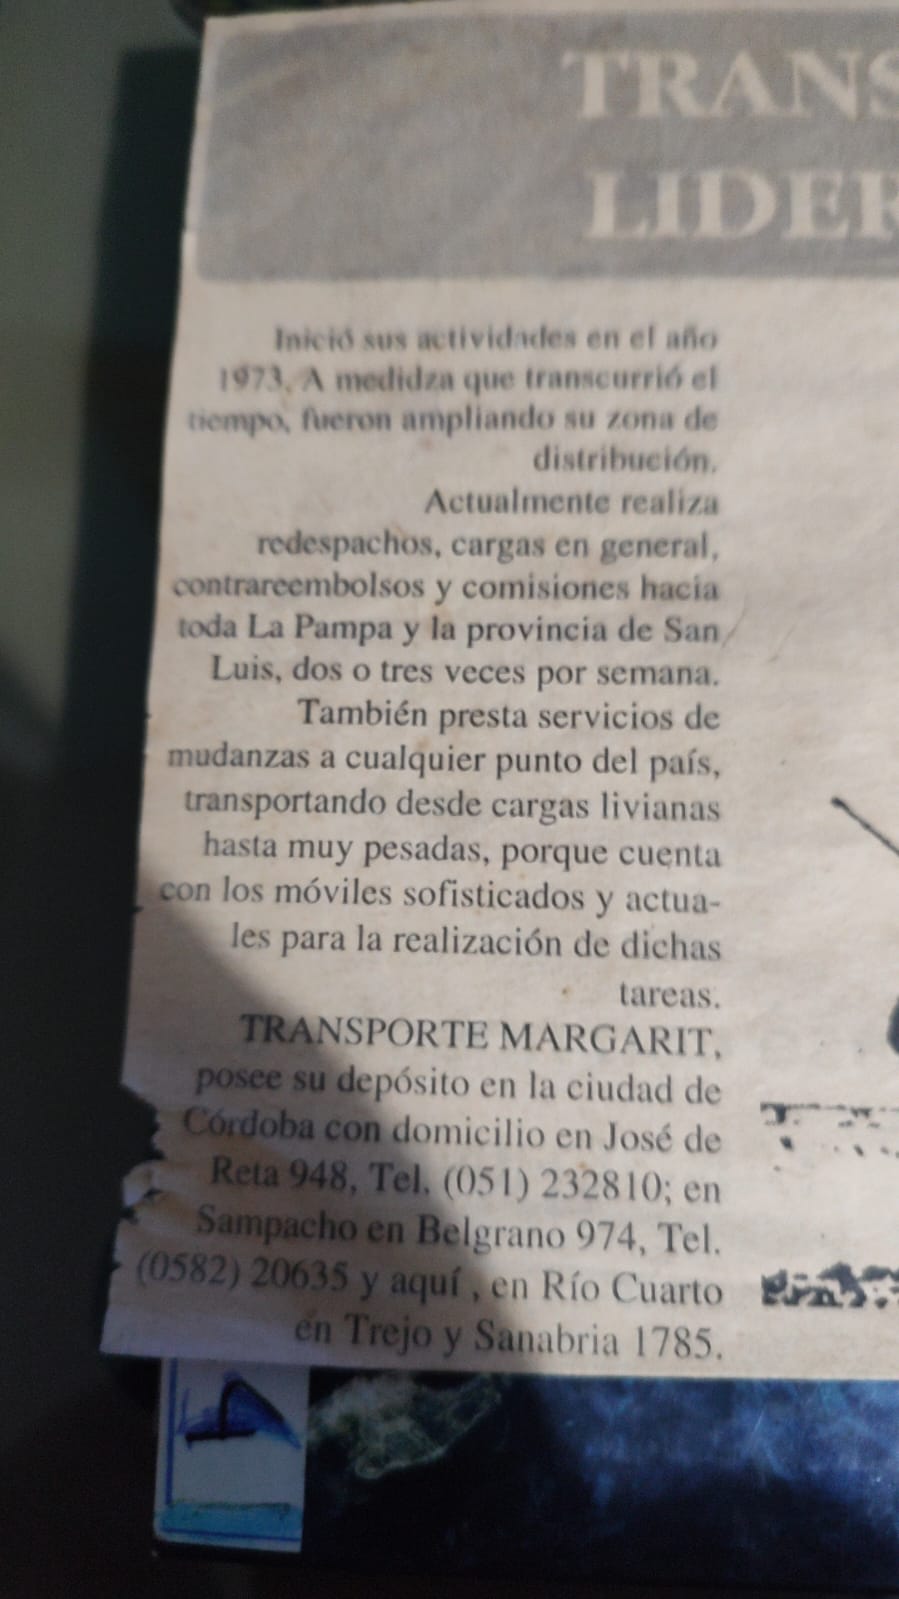 TRANS
LIDER
Inició sus actividades en el año
1973. A medidza que transcurrió el
tiempo, fueron ampliando su zona de
distribución.
Actualmente realiza
redespachos, cargas en general,
contrareembolsos y comisiones hacia
toda La Pampa y la provincia de San
Luis, dos o tres veces por semana.
También presta servicios de
mudanzas a cualquier punto del país,
transportando desde cargas livianas
hasta muy pesadas, porque cuenta
con los móviles sofisticados y actua-
les para la realización de dichas
tareas.
TRANSPORTE MARGARIT,
posee su depósito en la ciudad de
Córdoba con domicilio en José de
Reta 948, Tel. (051) 232810; en
Sampacho en Belgrano 974, Tel.
(0582) 20635 y aquí , en Río Cuarto
en Trejo y Sanabria 1785.